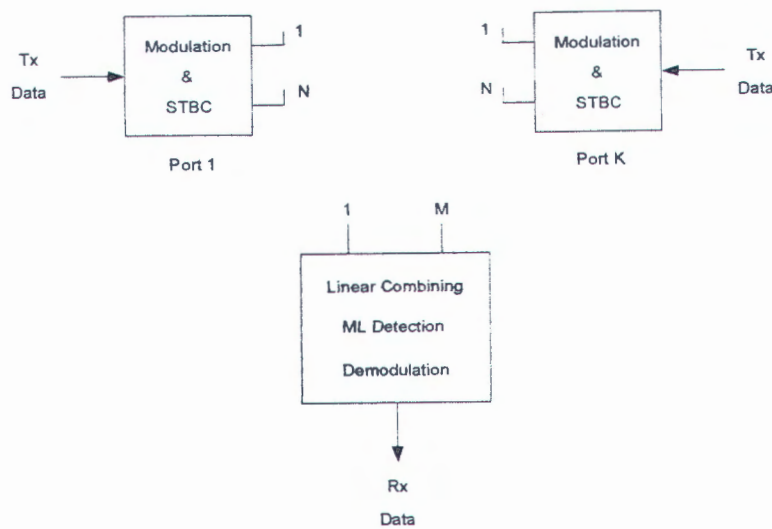 Tx
Data
Modulation
&
STBC
1
N
Port 1
1
N
Modulation
&
STBC
Tx
Data
Port K
1
M
Linear Combining
ML Detection
Demodulation
Rx
Data